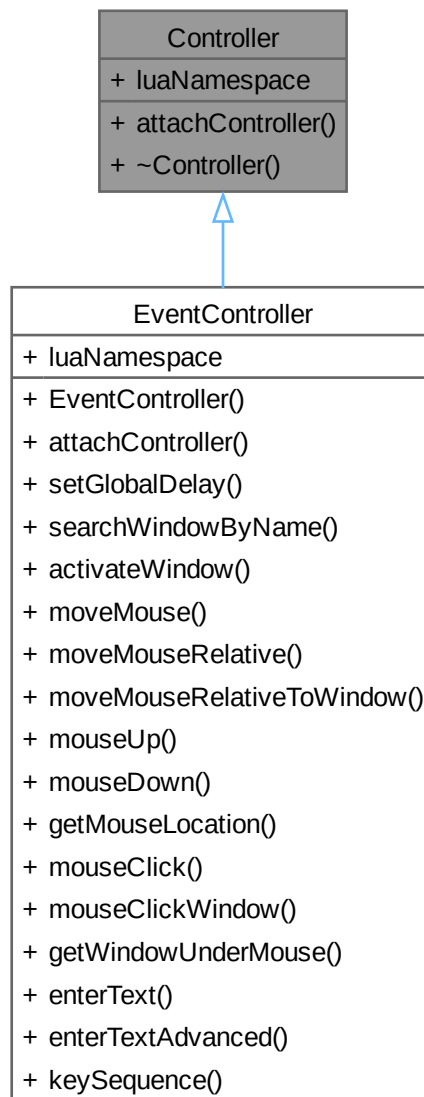 Controller
+ luaNamespace
+ attachController()
+ ~Controller()
EventController
+ luaNamespace
+ EventController()
+ attachController()
+ setGlobalDelay()
+ searchWindowByName()
+ activateWindow()
+ moveMouse()
+ moveMouseRelative()
+ moveMouseRelativeToWindow()
+ mouseUp()
+ mouseDown()
+ getMouseLocation()
+ mouseClick()
+ mouseClickWindow()
+ getWindowUnderMouse()
+ enterText()
+ enterTextAdvanced()
+ keySequence()